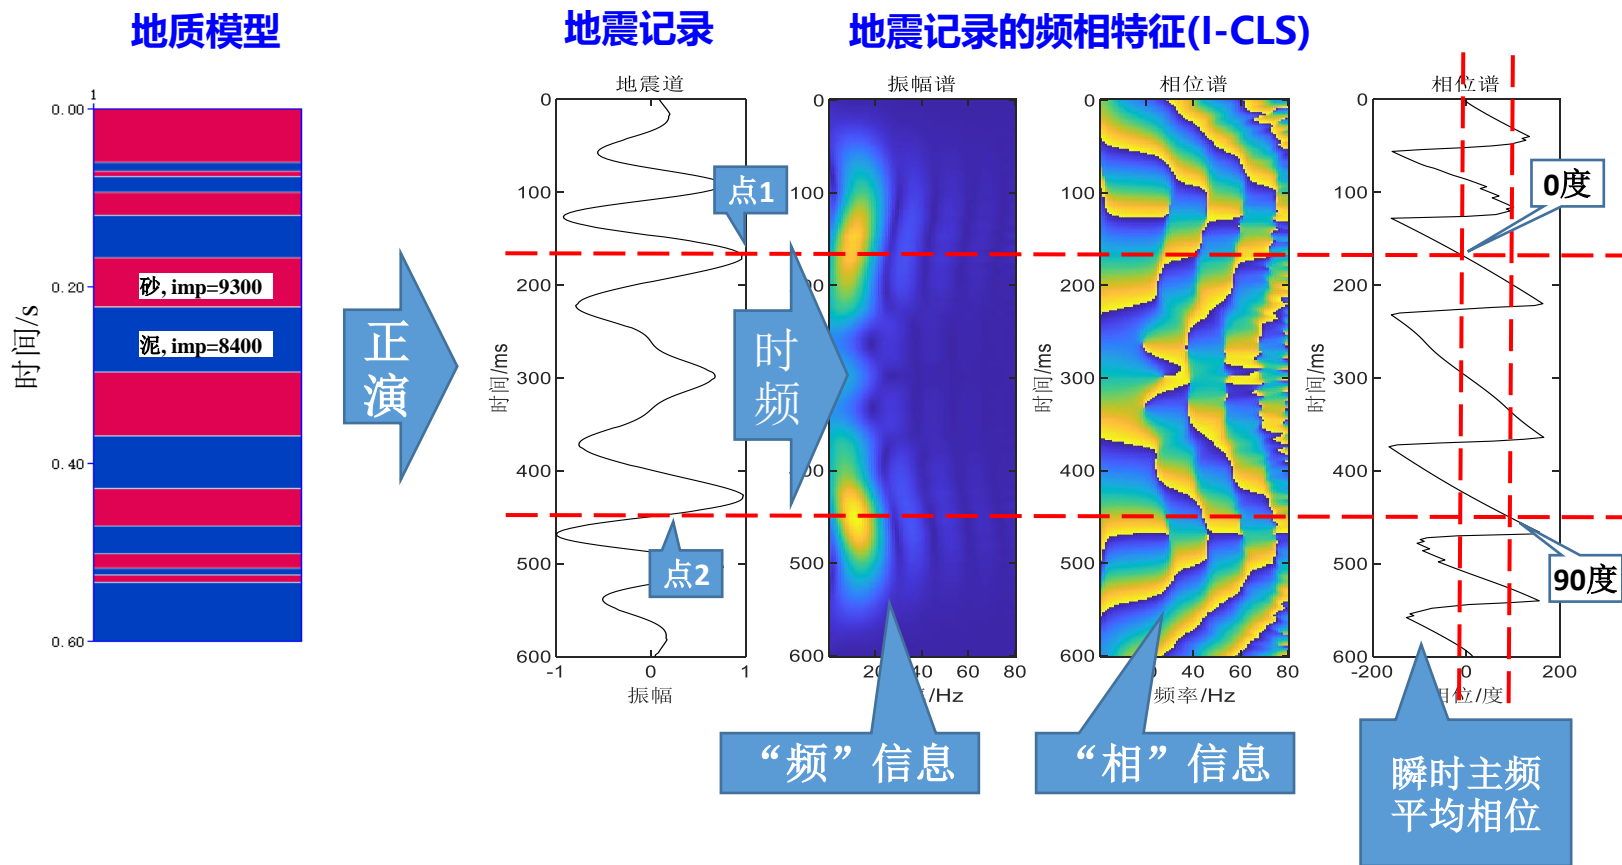 地质模型
地震记录
地震记录的频相特征(I-CLS)
1
0.00
0.20
0.40
0.60
时间/s
砂, imp=9300
泥, imp=8400
正演
地震道
0
100
200
300
400
500
600
时间/ms
-1
0
1
振幅
点1
点2
时频
振幅谱
0
100
00
0
500
600
20
40
60
80
/Hz
“频”信息
相位谱
0
100
200
300
400
500
600
时间/ms
40
60
80
频率/Hz
“相”信息
相位谱
0
100
200
300
400
500
600
时间/ms
-200
0
200
相位/度
0度
90度
瞬时主频
平均相位